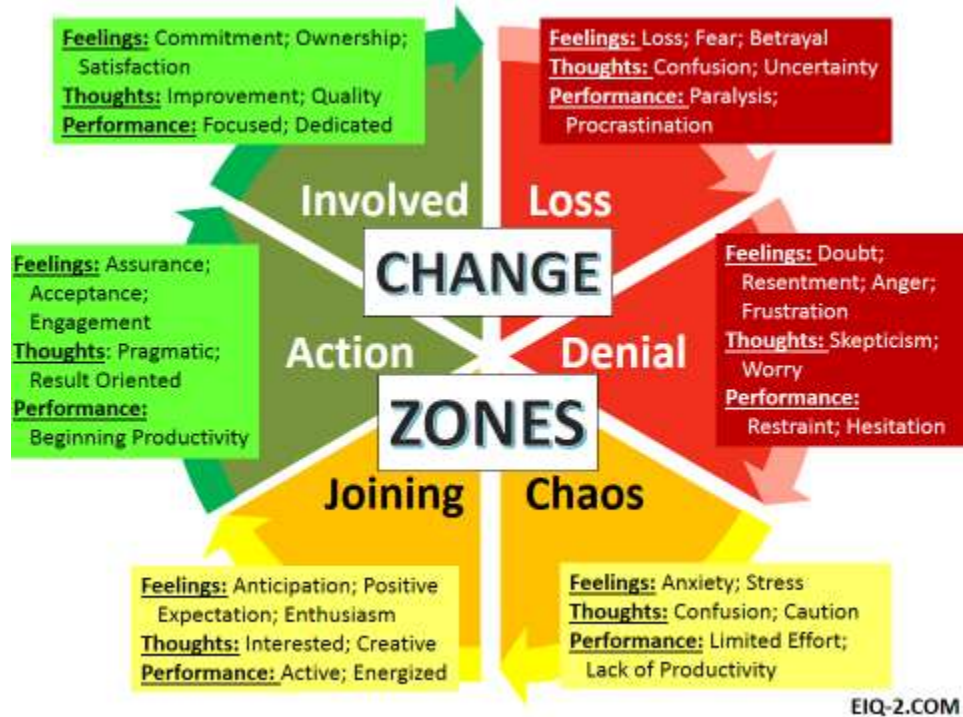 Feelings: Commitment; Ownership;
Satisfaction
Thoughts: Improvement; Quality
Performance: Focused; Dedicated
Feelings: Loss; Fear; Betrayal
Thoughts: Confusion; Uncertainty
Performance: Paralysis;
Procrastination
Involved
Loss
CHANGE
Feelings: Assurance;
Acceptance;
Engagement
Thoughts: Pragmatic;
Result Oriented
Performance:
Beginning Productivity
Action
Denial
Feelings: Doubt;
Resentment; Anger;
Frustration
Thoughts: Skepticism;
Worry
Performance:
Restraint; Hesitation
ZONES
Joining
Chaos
Feelings: Anticipation; Positive
Expectation; Enthusiasm
Thoughts: Interested; Creative
Performance: Active; Energized
Feelings: Anxiety; Stress
Thoughts: Confusion; Caution
Performance: Limited Effort;
Lack of Productivity
EIQ-2.COM